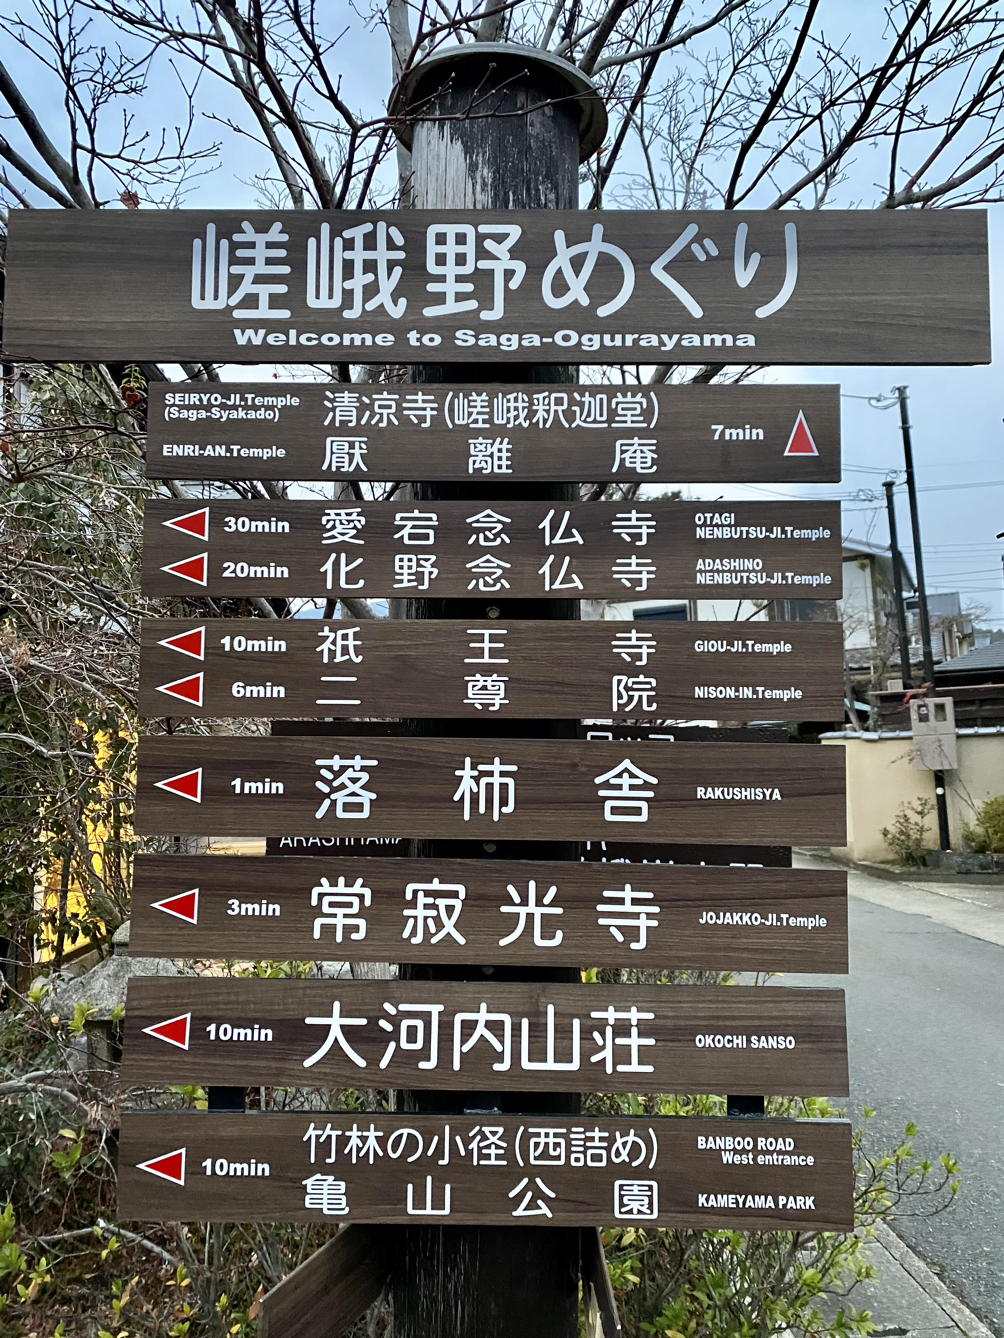 嵯峨野めぐり
Welcome to Saga-Ogurayama
SEIRYO-JI.Temple
(Saga-Syakado)
清凉寺(嵯峨釈迦堂)
ENRI-AN.Temple
厭離庵
7min
30min 愛宕念仏寺 OTAGI
NENBUTSU-JI.Temple
20min 化野念仏寺 ADASHINO
NENBUTSU-JI.Temple
10min 祇王寺 GIOU-JI.Temple
6min 二尊院 NISON-IN.Temple
1min 落柿舎 RAKUSHISYA
ARASHIYAMA
3min 常寂光寺 JOJAKKO-JI.Temple
10min 大河内山荘 OKOCHI SANSO
10min
竹林の小径(西詰め) BANBOO ROAD
West entrance
亀山公園 KAMEYAMA PARK